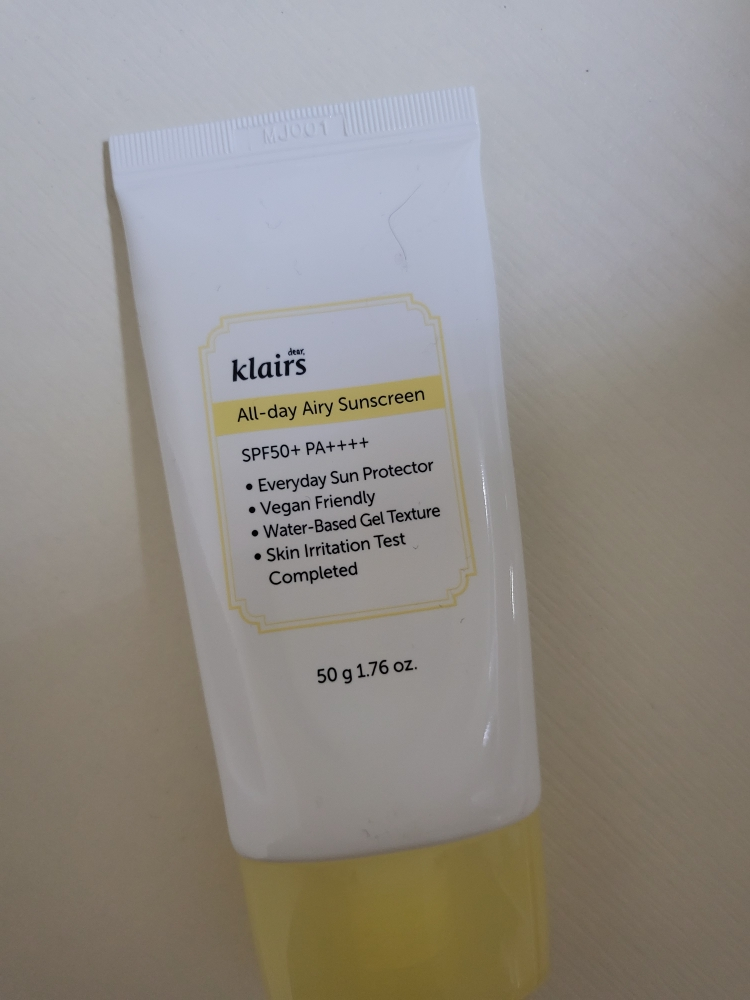 MJ001
dear,
klairs
All-day Airy Sunscreen
SPF50+ PA++++
• Everyday Sun Protector
• Vegan Friendly
• Water-Based Gel Texture
• Skin Irritation Test
Completed
50 g 1.76 oz.